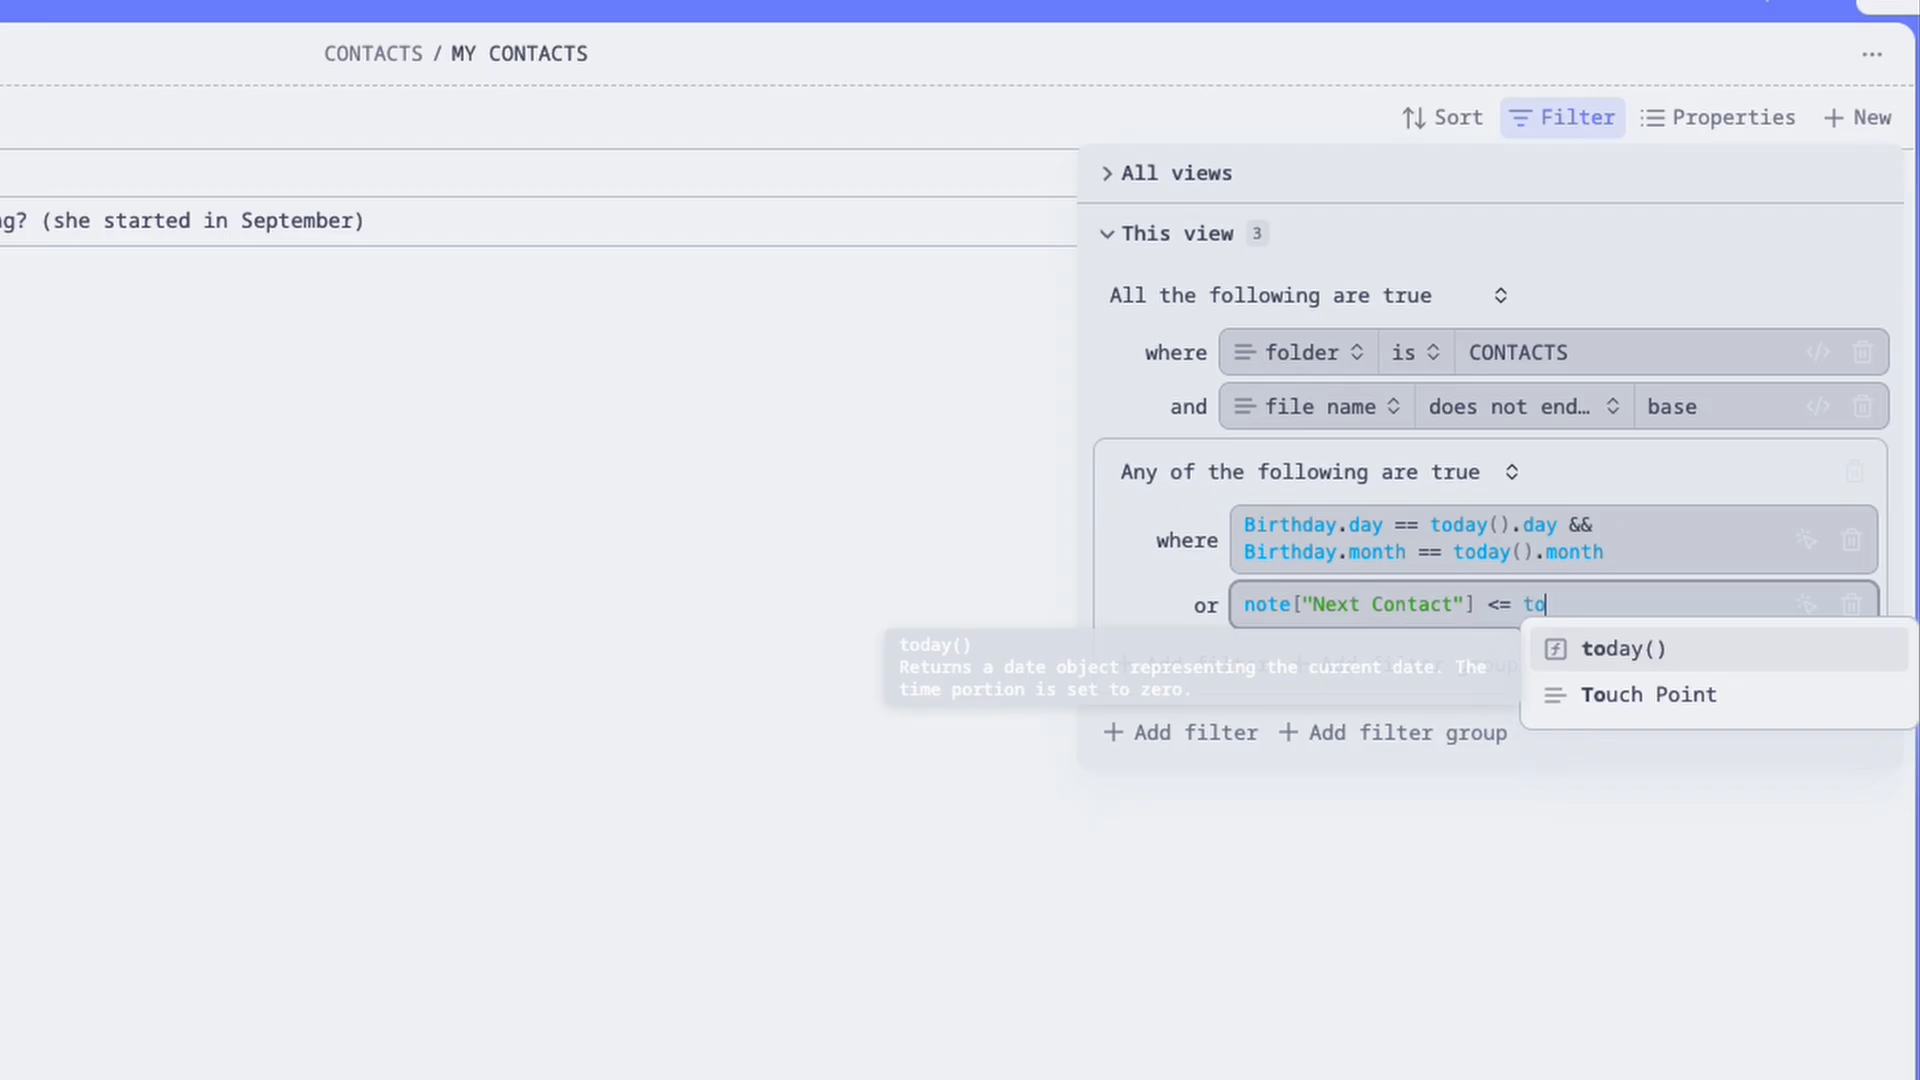 CONTACTS / MY CONTACTS
Sort Filter Properties + New
All views
g? (she started in September)
This view 3
All the following are true
where folder is CONTACTS
and file name does not end… base
Any of the following are true
where Birthday.day == today().day &&
Birthday.month == today().month
or note["Next Contact"] <= to
today()
Returns a date object representing the current date. The
time portion is set to zero.
today()
Touch Point
+ Add filter + Add filter group